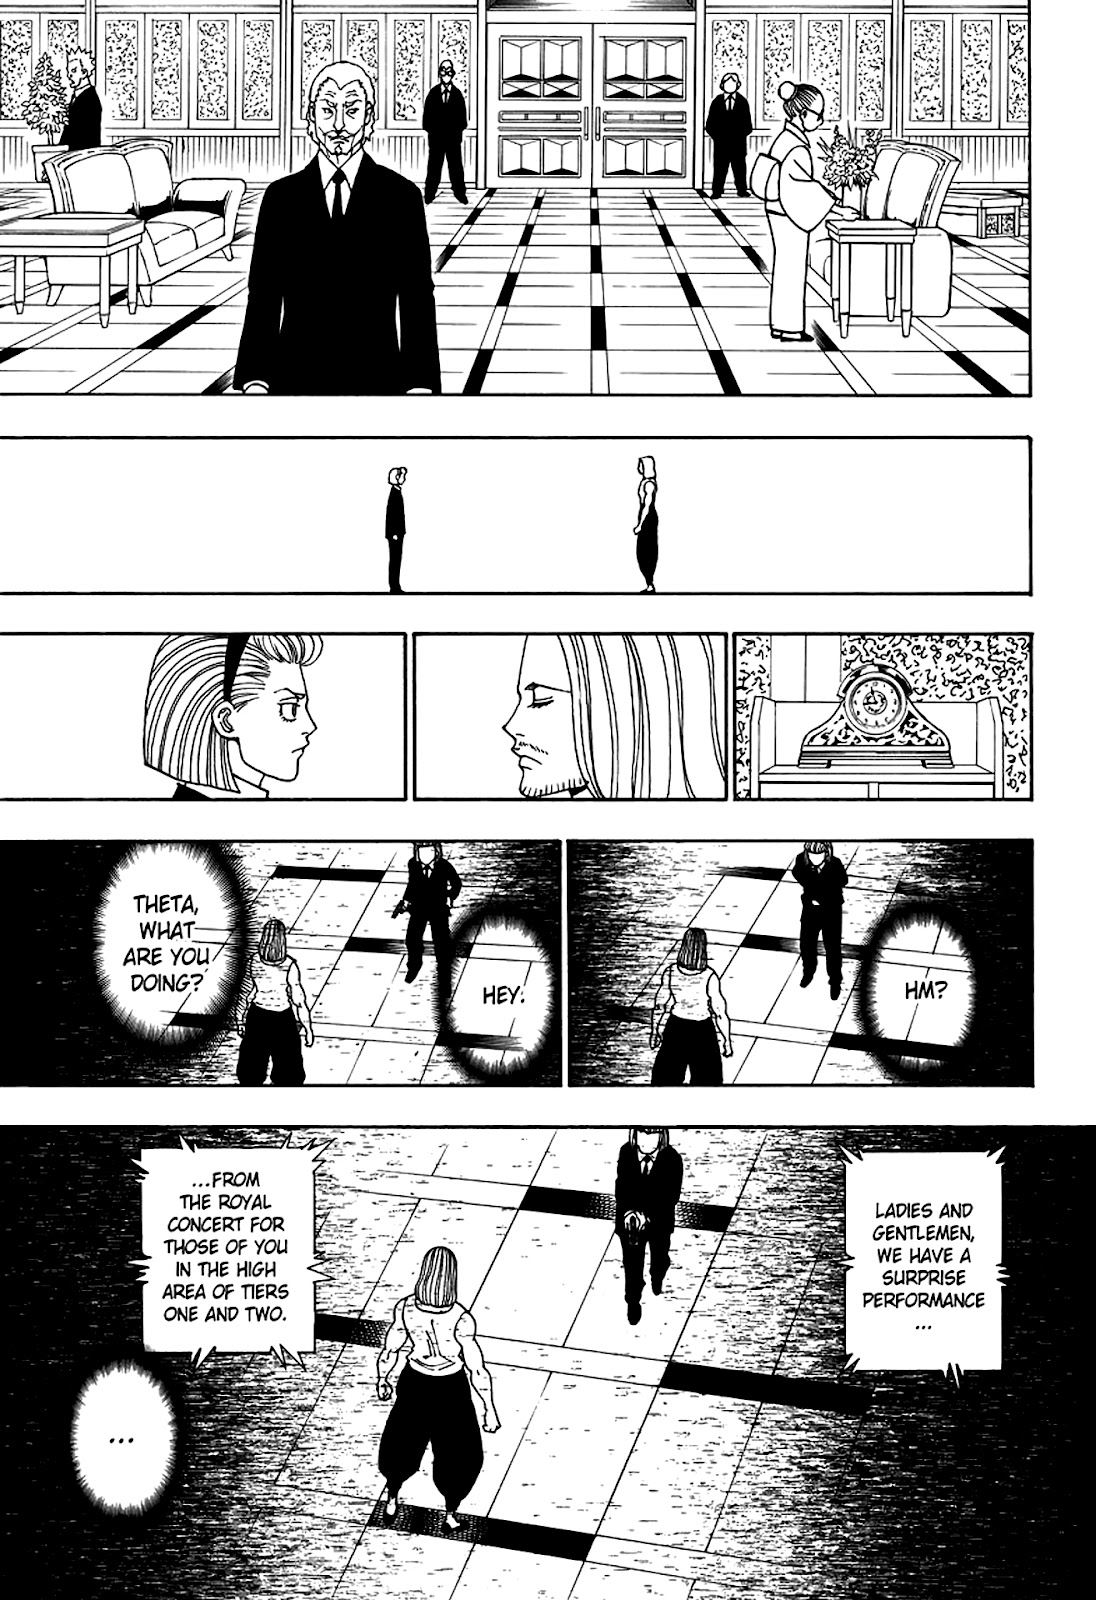 HM?
HEY.
THETA,
WHAT
ARE YOU
DOING?
LADIES AND
GENTLEMEN,
WE HAVE A
SURPRISE
PERFORMANCE
...
...FROM
THE ROYAL
CONCERT FOR
THOSE OF YOU
IN THE HIGH
AREA OF TIERS
ONE AND TWO.
...